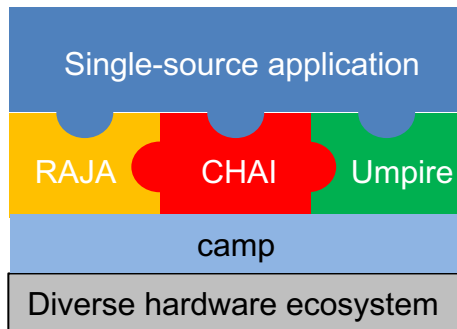 Single-source application
RAJA CHAI Umpire
camp
Diverse hardware ecosystem